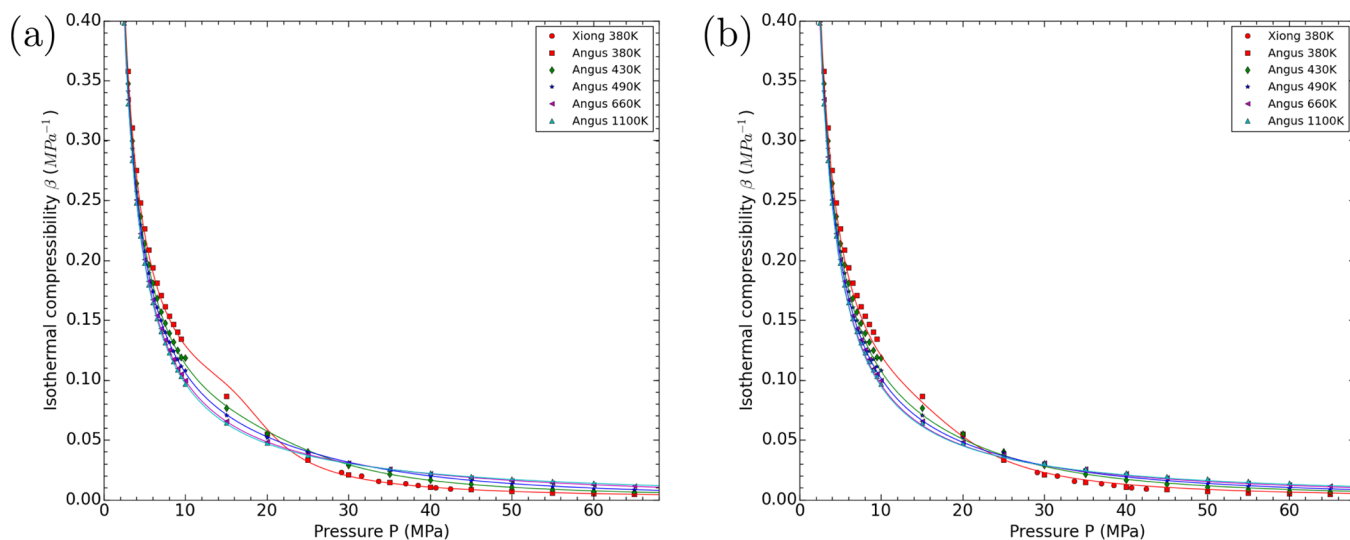 (a)
0.40
0.35
0.30
0.25
0.20
0.15
0.10
0.05
0.00
Isothermal compressibility β (MPa⁻¹)
0 10 20 30 40 50 60
Pressure P (MPa)
Xiong 380K
Angus 380K
Angus 430K
Angus 490K
Angus 660K
Angus 1100K
(b)
0.40
0.35
0.30
0.25
0.20
0.15
0.10
0.05
0.00
Isothermal compressibility β (MPa⁻¹)
0 10 20 30 40 50 60
Pressure P (MPa)
Xiong 380K
Angus 380K
Angus 430K
Angus 490K
Angus 660K
Angus 1100K